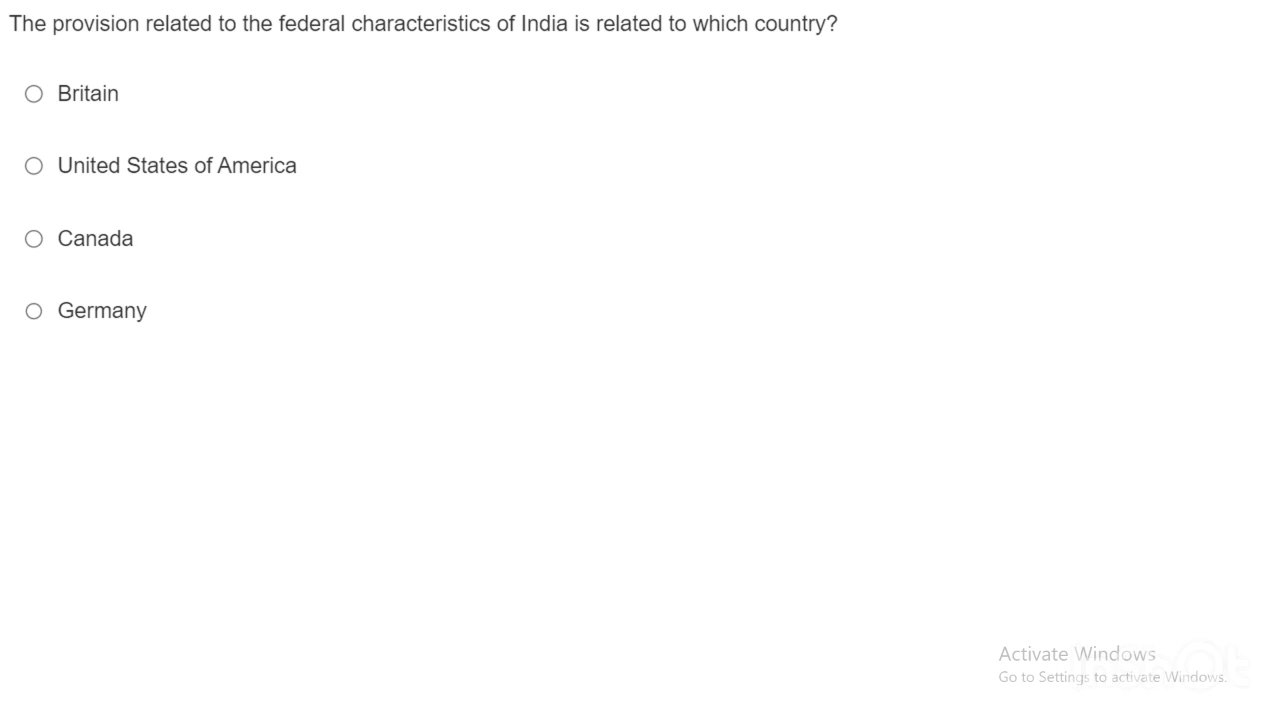 The provision related to the federal characteristics of India is related to which country?
Britain
United States of America
Canada
Germany
Activate Windows
Go to Settings to activate Windows.